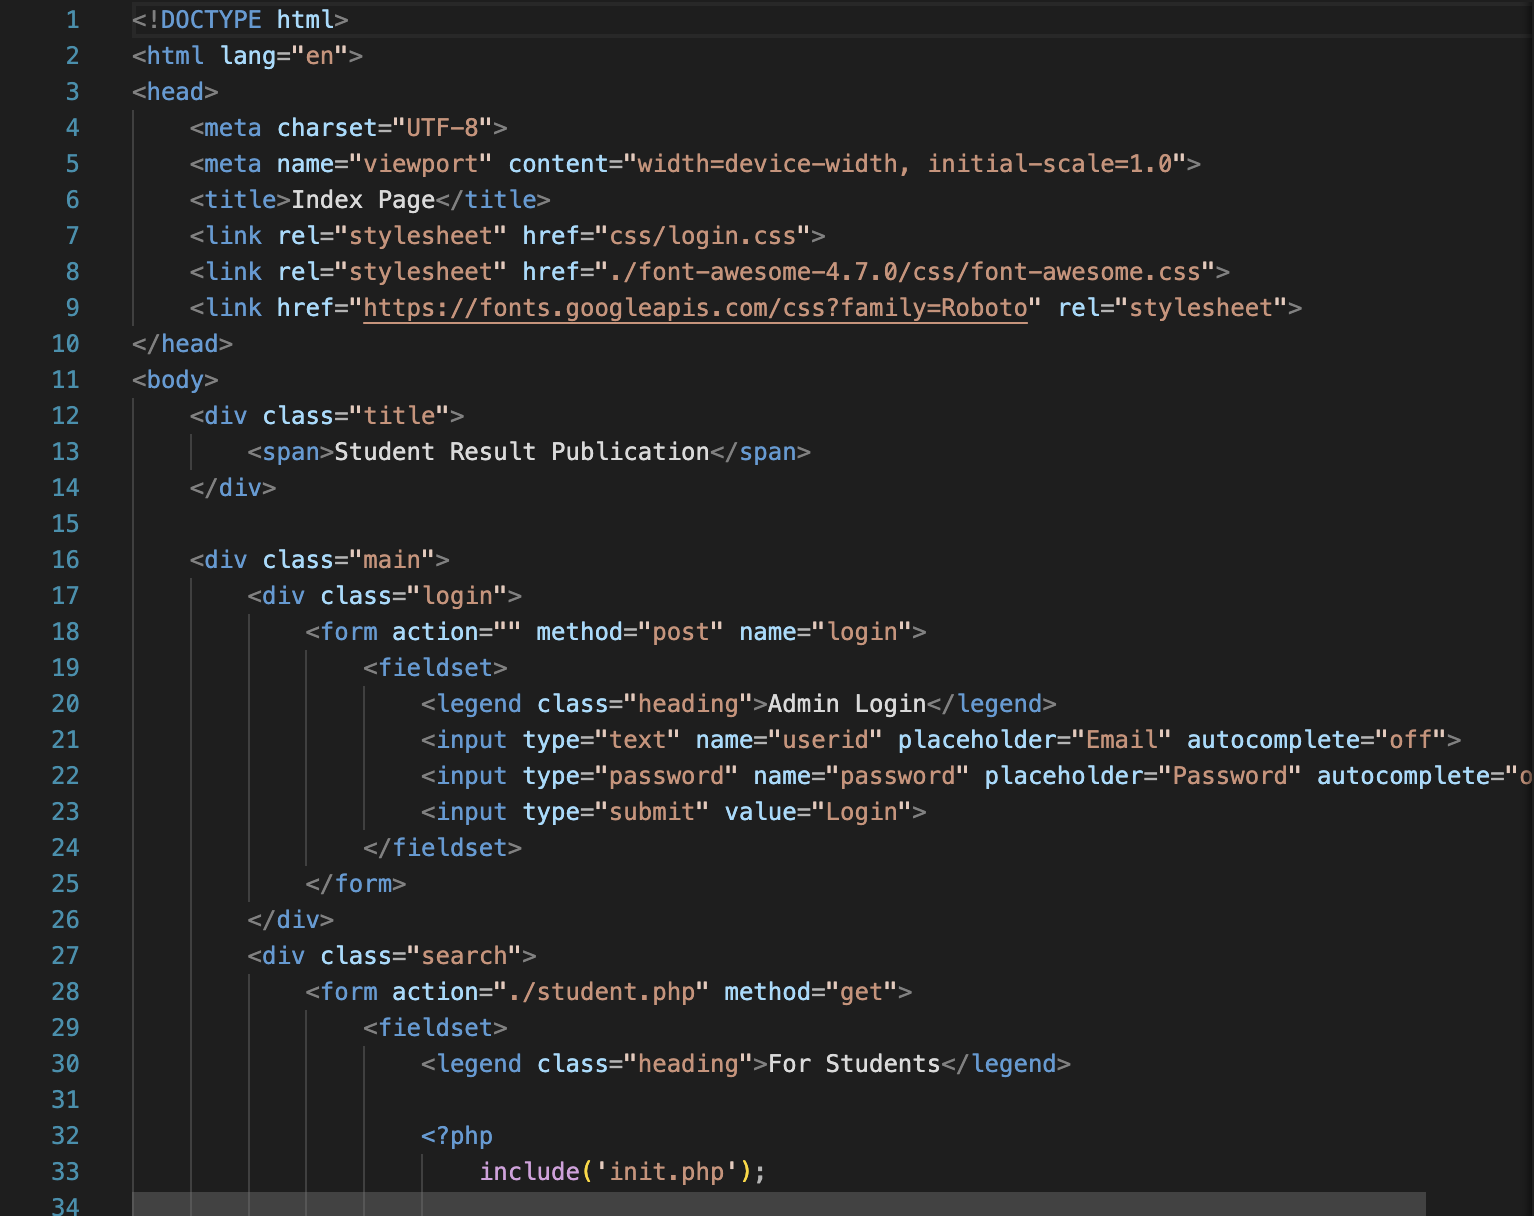 1 <!DOCTYPE html>
2 <html lang="en">
3 <head>
4     <meta charset="UTF-8">
5     <meta name="viewport" content="width=device-width, initial-scale=1.0">
6     <title>Index Page</title>
7     <link rel="stylesheet" href="css/login.css">
8     <link rel="stylesheet" href="./font-awesome-4.7.0/css/font-awesome.css">
9     <link href="https://fonts.googleapis.com/css?family=Roboto" rel="stylesheet">
10 </head>
11 <body>
12     <div class="title">
13         <span>Student Result Publication</span>
14     </div>
15
16     <div class="main">
17         <div class="login">
18             <form action="" method="post" name="login">
19                 <fieldset>
20                     <legend class="heading">Admin Login</legend>
21                     <input type="text" name="userid" placeholder="Email" autocomplete="off">
22                     <input type="password" name="password" placeholder="Password" autocomplete="o
23                     <input type="submit" value="Login">
24                 </fieldset>
25             </form>
26         </div>
27         <div class="search">
28             <form action="./student.php" method="get">
29                 <fieldset>
30                     <legend class="heading">For Students</legend>
31
32                     <?php
33                         include('init.php');
34